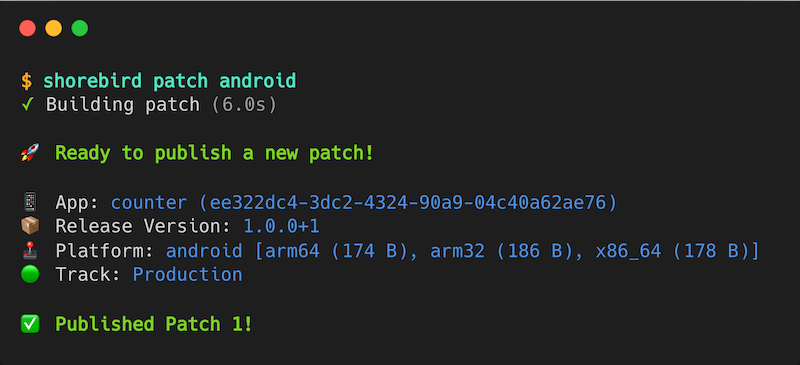 $ shorebird patch android
✓ Building patch (6.0s)
🚀 Ready to publish a new patch!
📱 App: counter (ee322dc4-3dc2-4324-90a9-04c40a62ae76)
📦 Release Version: 1.0.0+1
🕹️ Platform: android [arm64 (174 B), arm32 (186 B), x86_64 (178 B)]
🟢 Track: Production
✅ Published Patch 1!